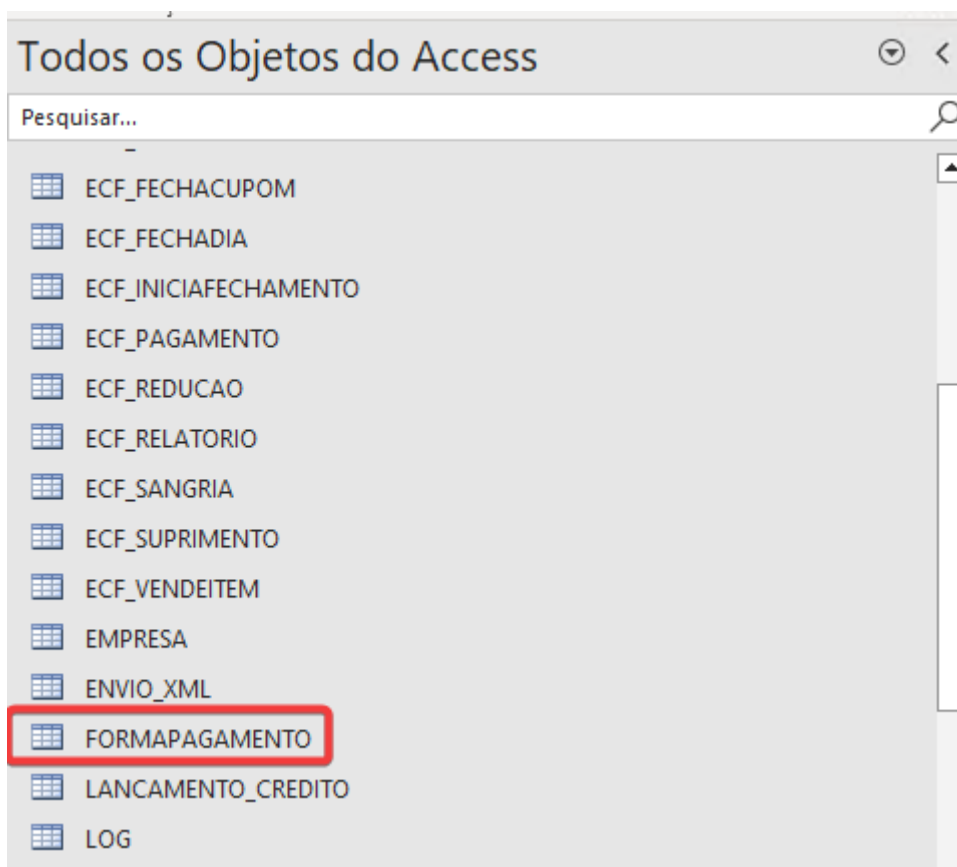 Todos os Objetos do Access
Pesquisar...
ECF_FECHACUPOM
ECF_FECHADIA
ECF_INICIAFECHAMENTO
ECF_PAGAMENTO
ECF_REDUCAO
ECF_RELATORIO
ECF_SANGRIA
ECF_SUPRIMENTO
ECF_VENDEITEM
EMPRESA
ENVIO_XML
FORMAPAGAMENTO
LANCAMENTO_CREDITO
LOG